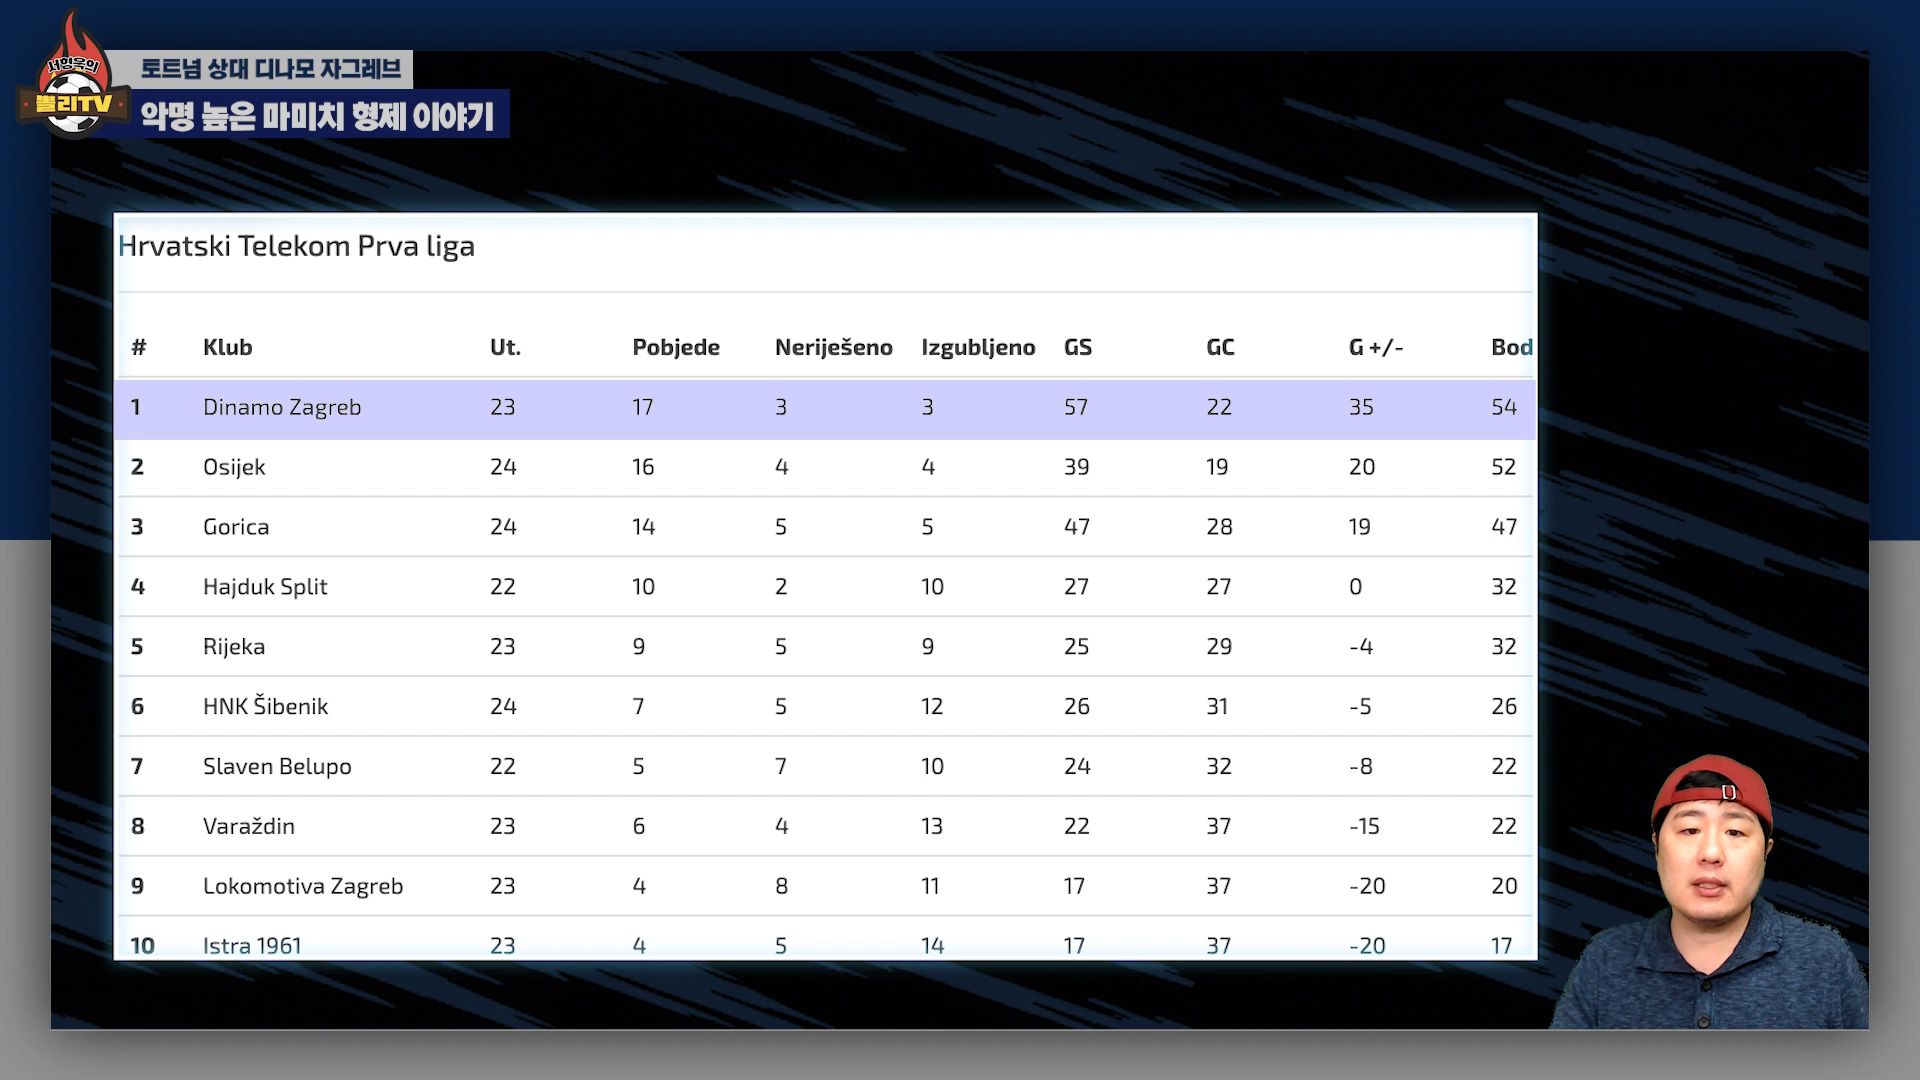 서형욱의
뽈리TV
토트넘 상대 디나모 자그레브
악명 높은 마미치 형제 이야기
Hrvatski Telekom Prva liga
# Klub Ut. Pobjede Neriješeno Izgubljeno GS GC G +/- Bod
1 Dinamo Zagreb 23 17 3 3 57 22 35 54
2 Osijek 24 16 4 4 39 19 20 52
3 Gorica 24 14 5 5 47 28 19 47
4 Hajduk Split 22 10 2 10 27 27 0 32
5 Rijeka 23 9 5 9 25 29 -4 32
6 HNK Šibenik 24 7 5 12 26 31 -5 26
7 Slaven Belupo 22 5 7 10 24 32 -8 22
8 Varaždin 23 6 4 13 22 37 -15 22
9 Lokomotiva Zagreb 23 4 8 11 17 37 -20 20
10 Istra 1961 23 4 5 14 17 37 -20 17